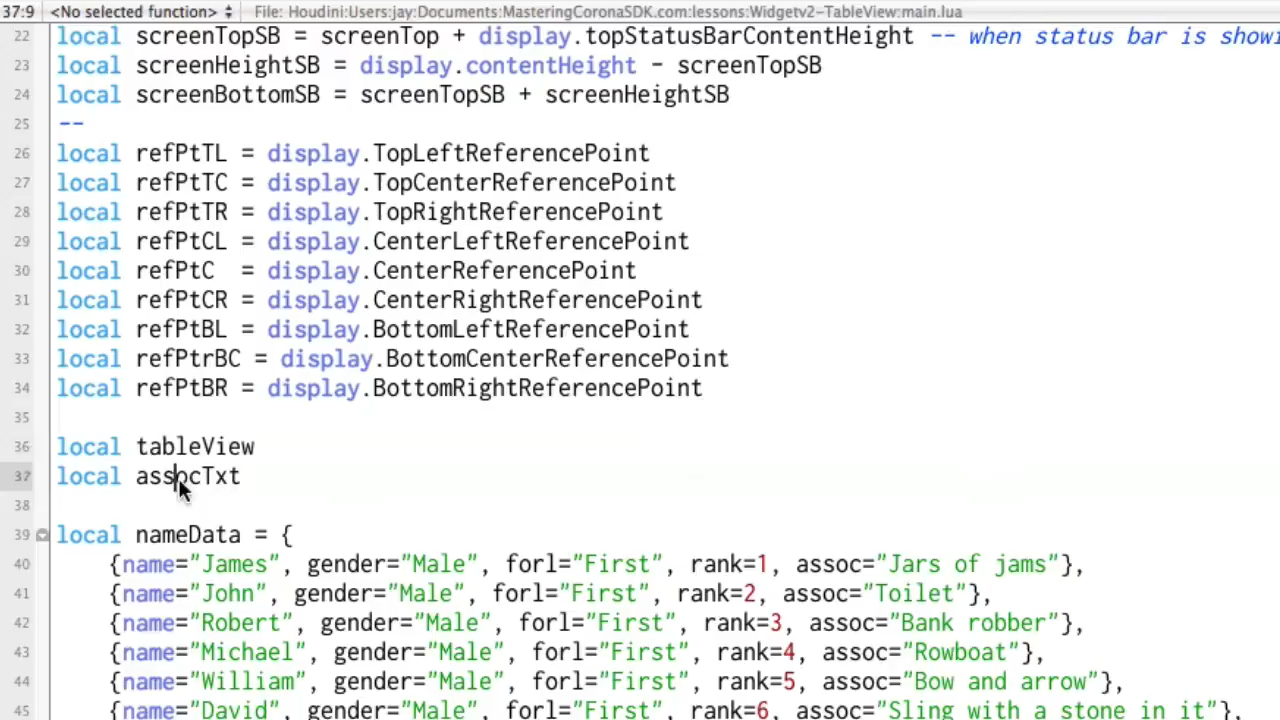 37:9 <No selected function> File: Houdini:Users:jay:Documents:MasteringCoronaSDK.com:lessons:Widgetv2-TableView:main.lua
22 local screenTopSB = screenTop + display.topStatusBarContentHeight -- when status bar is showi
23 local screenHeightSB = display.contentHeight - screenTopSB
24 local screenBottomSB = screenTopSB + screenHeightSB
25 --
26 local refPtTL = display.TopLeftReferencePoint
27 local refPtTC = display.TopCenterReferencePoint
28 local refPtTR = display.TopRightReferencePoint
29 local refPtCL = display.CenterLeftReferencePoint
30 local refPtC  = display.CenterReferencePoint
31 local refPtCR = display.CenterRightReferencePoint
32 local refPtBL = display.BottomLeftReferencePoint
33 local refPtrBC = display.BottomCenterReferencePoint
34 local refPtBR = display.BottomRightReferencePoint
35
36 local tableView
37 local assocTxt
38
39 local nameData = {
40 {name="James", gender="Male", forl="First", rank=1, assoc="Jars of jams"},
41 {name="John", gender="Male", forl="First", rank=2, assoc="Toilet"},
42 {name="Robert", gender="Male", forl="First", rank=3, assoc="Bank robber"},
43 {name="Michael", gender="Male", forl="First", rank=4, assoc="Rowboat"},
44 {name="William", gender="Male", forl="First", rank=5, assoc="Bow and arrow"},
45 {name="David", gender="Male", forl="First", rank=6, assoc="Sling with a stone in it"},